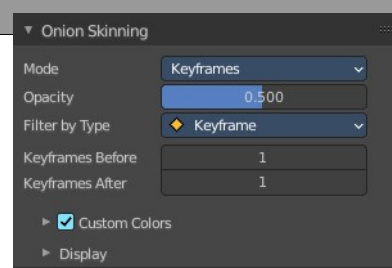 Onion Skinning
Mode Keyframes
Opacity 0.500
Filter by Type Keyframe
Keyframes Before 1
Keyframes After 1
Custom Colors
Display